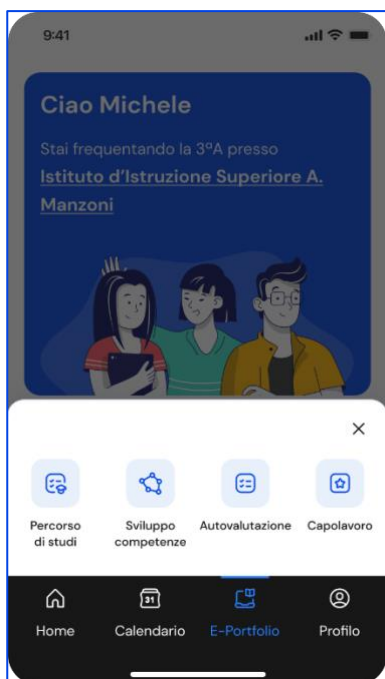 9:41
Ciao Michele
Stai frequentando la 3ªA presso
Istituto d'Istruzione Superiore A.
Manzoni
Percorso
di studi
Sviluppo
competenze
Autovalutazione
Capolavoro
31
Home
Calendario
E-Portfolio
Profilo